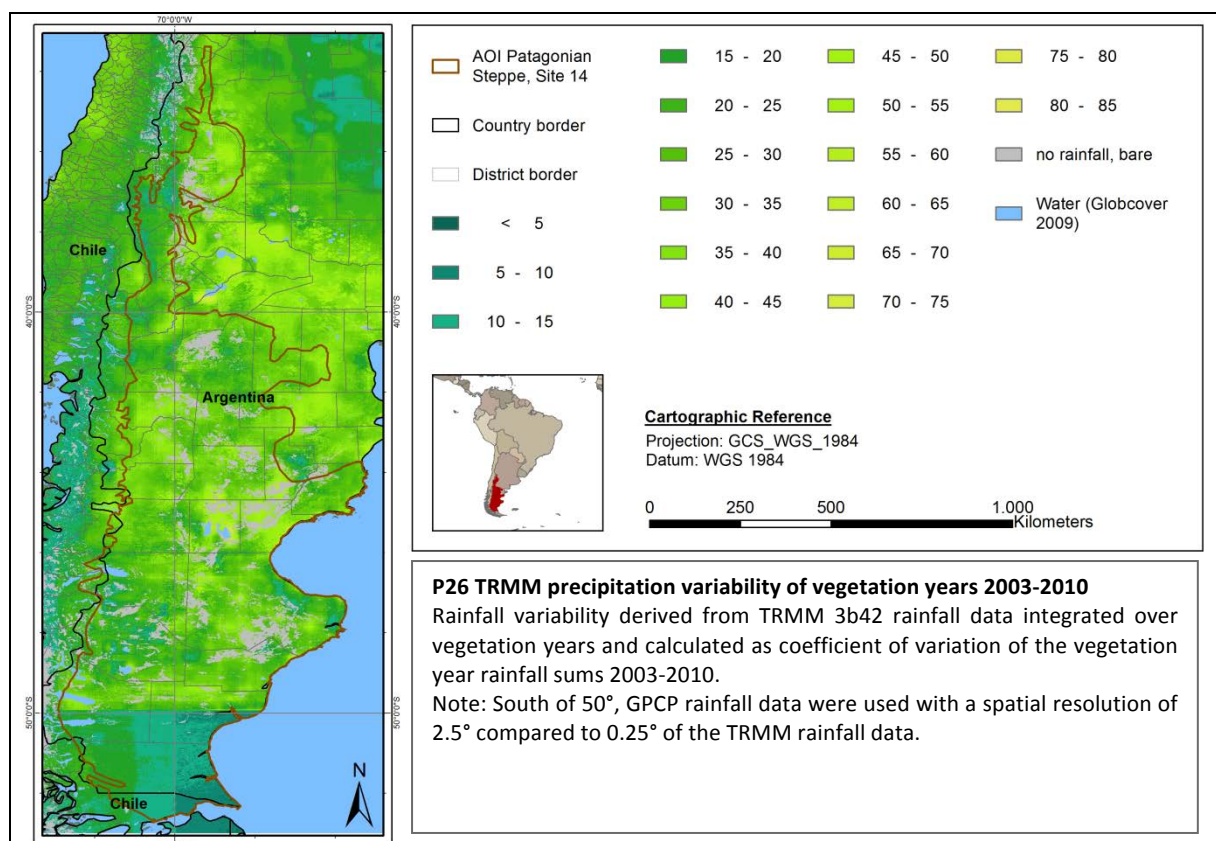 70°0'0"W
40°0'0"S
40°0'0"S
50°0'0"S
50°0'0"S
Chile
Argentina
Chile
N
AOI Patagonian
Steppe, Site 14
Country border
District border
< 5
5 - 10
10 - 15
15 - 20
20 - 25
25 - 30
30 - 35
35 - 40
40 - 45
45 - 50
50 - 55
55 - 60
60 - 65
65 - 70
70 - 75
75 - 80
80 - 85
no rainfall, bare
Water (Globcover
2009)
Cartographic Reference
Projection: GCS_WGS_1984
Datum: WGS 1984
0 250 500 1.000
Kilometers
P26 TRMM precipitation variability of vegetation years 2003-2010
Rainfall variability derived from TRMM 3b42 rainfall data integrated over
vegetation years and calculated as coefficient of variation of the vegetation
year rainfall sums 2003-2010.
Note: South of 50°, GPCP rainfall data were used with a spatial resolution of
2.5° compared to 0.25° of the TRMM rainfall data.
70°0'0"W